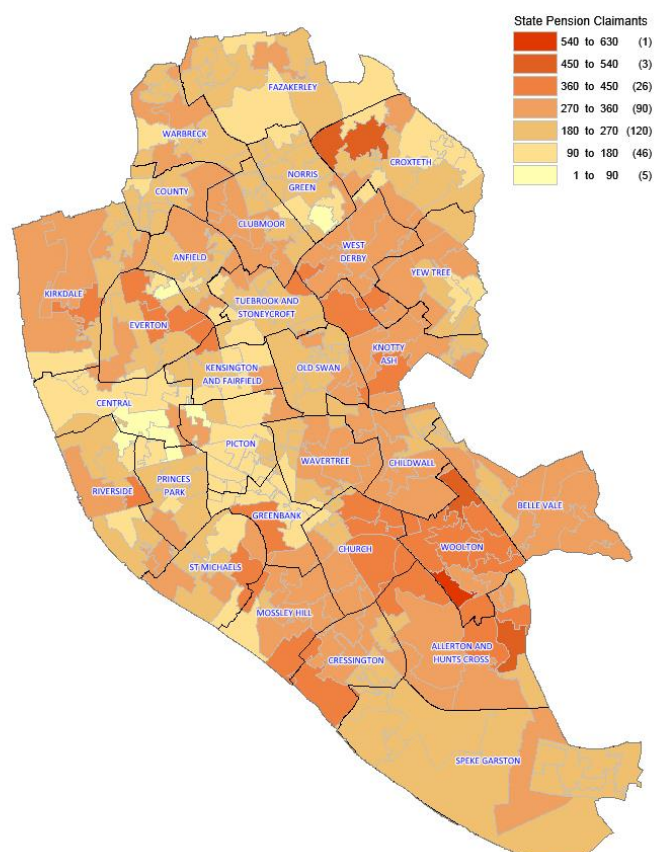 State Pension Claimants
540 to 630 (1)
450 to 540 (3)
360 to 450 (26)
270 to 360 (90)
180 to 270 (120)
90 to 180 (46)
1 to 90 (5)
FAZAKERLEY
WARBRECK
CROXTETH
NORRIS
GREEN
COUNTY
CLUBMOOR
WEST
DERBY
ANFIELD
YEW TREE
KIRKDALE
TUEBROOK AND
STONEYCROFT
EVERTON
KNOTTY
ASH
KENSINGTON
AND FAIRFIELD
OLD SWAN
CENTRAL
PICTON
WAVERTREE
CHILDWALL
RIVERSIDE
PRINCES
PARK
BELLE VALE
GREENBANK
CHURCH
WOOLTON
ST MICHAELS
MOSSLEY HILL
ALLERTON AND
HUNTS CROSS
CRESSINGTON
SPEKE GARSTON